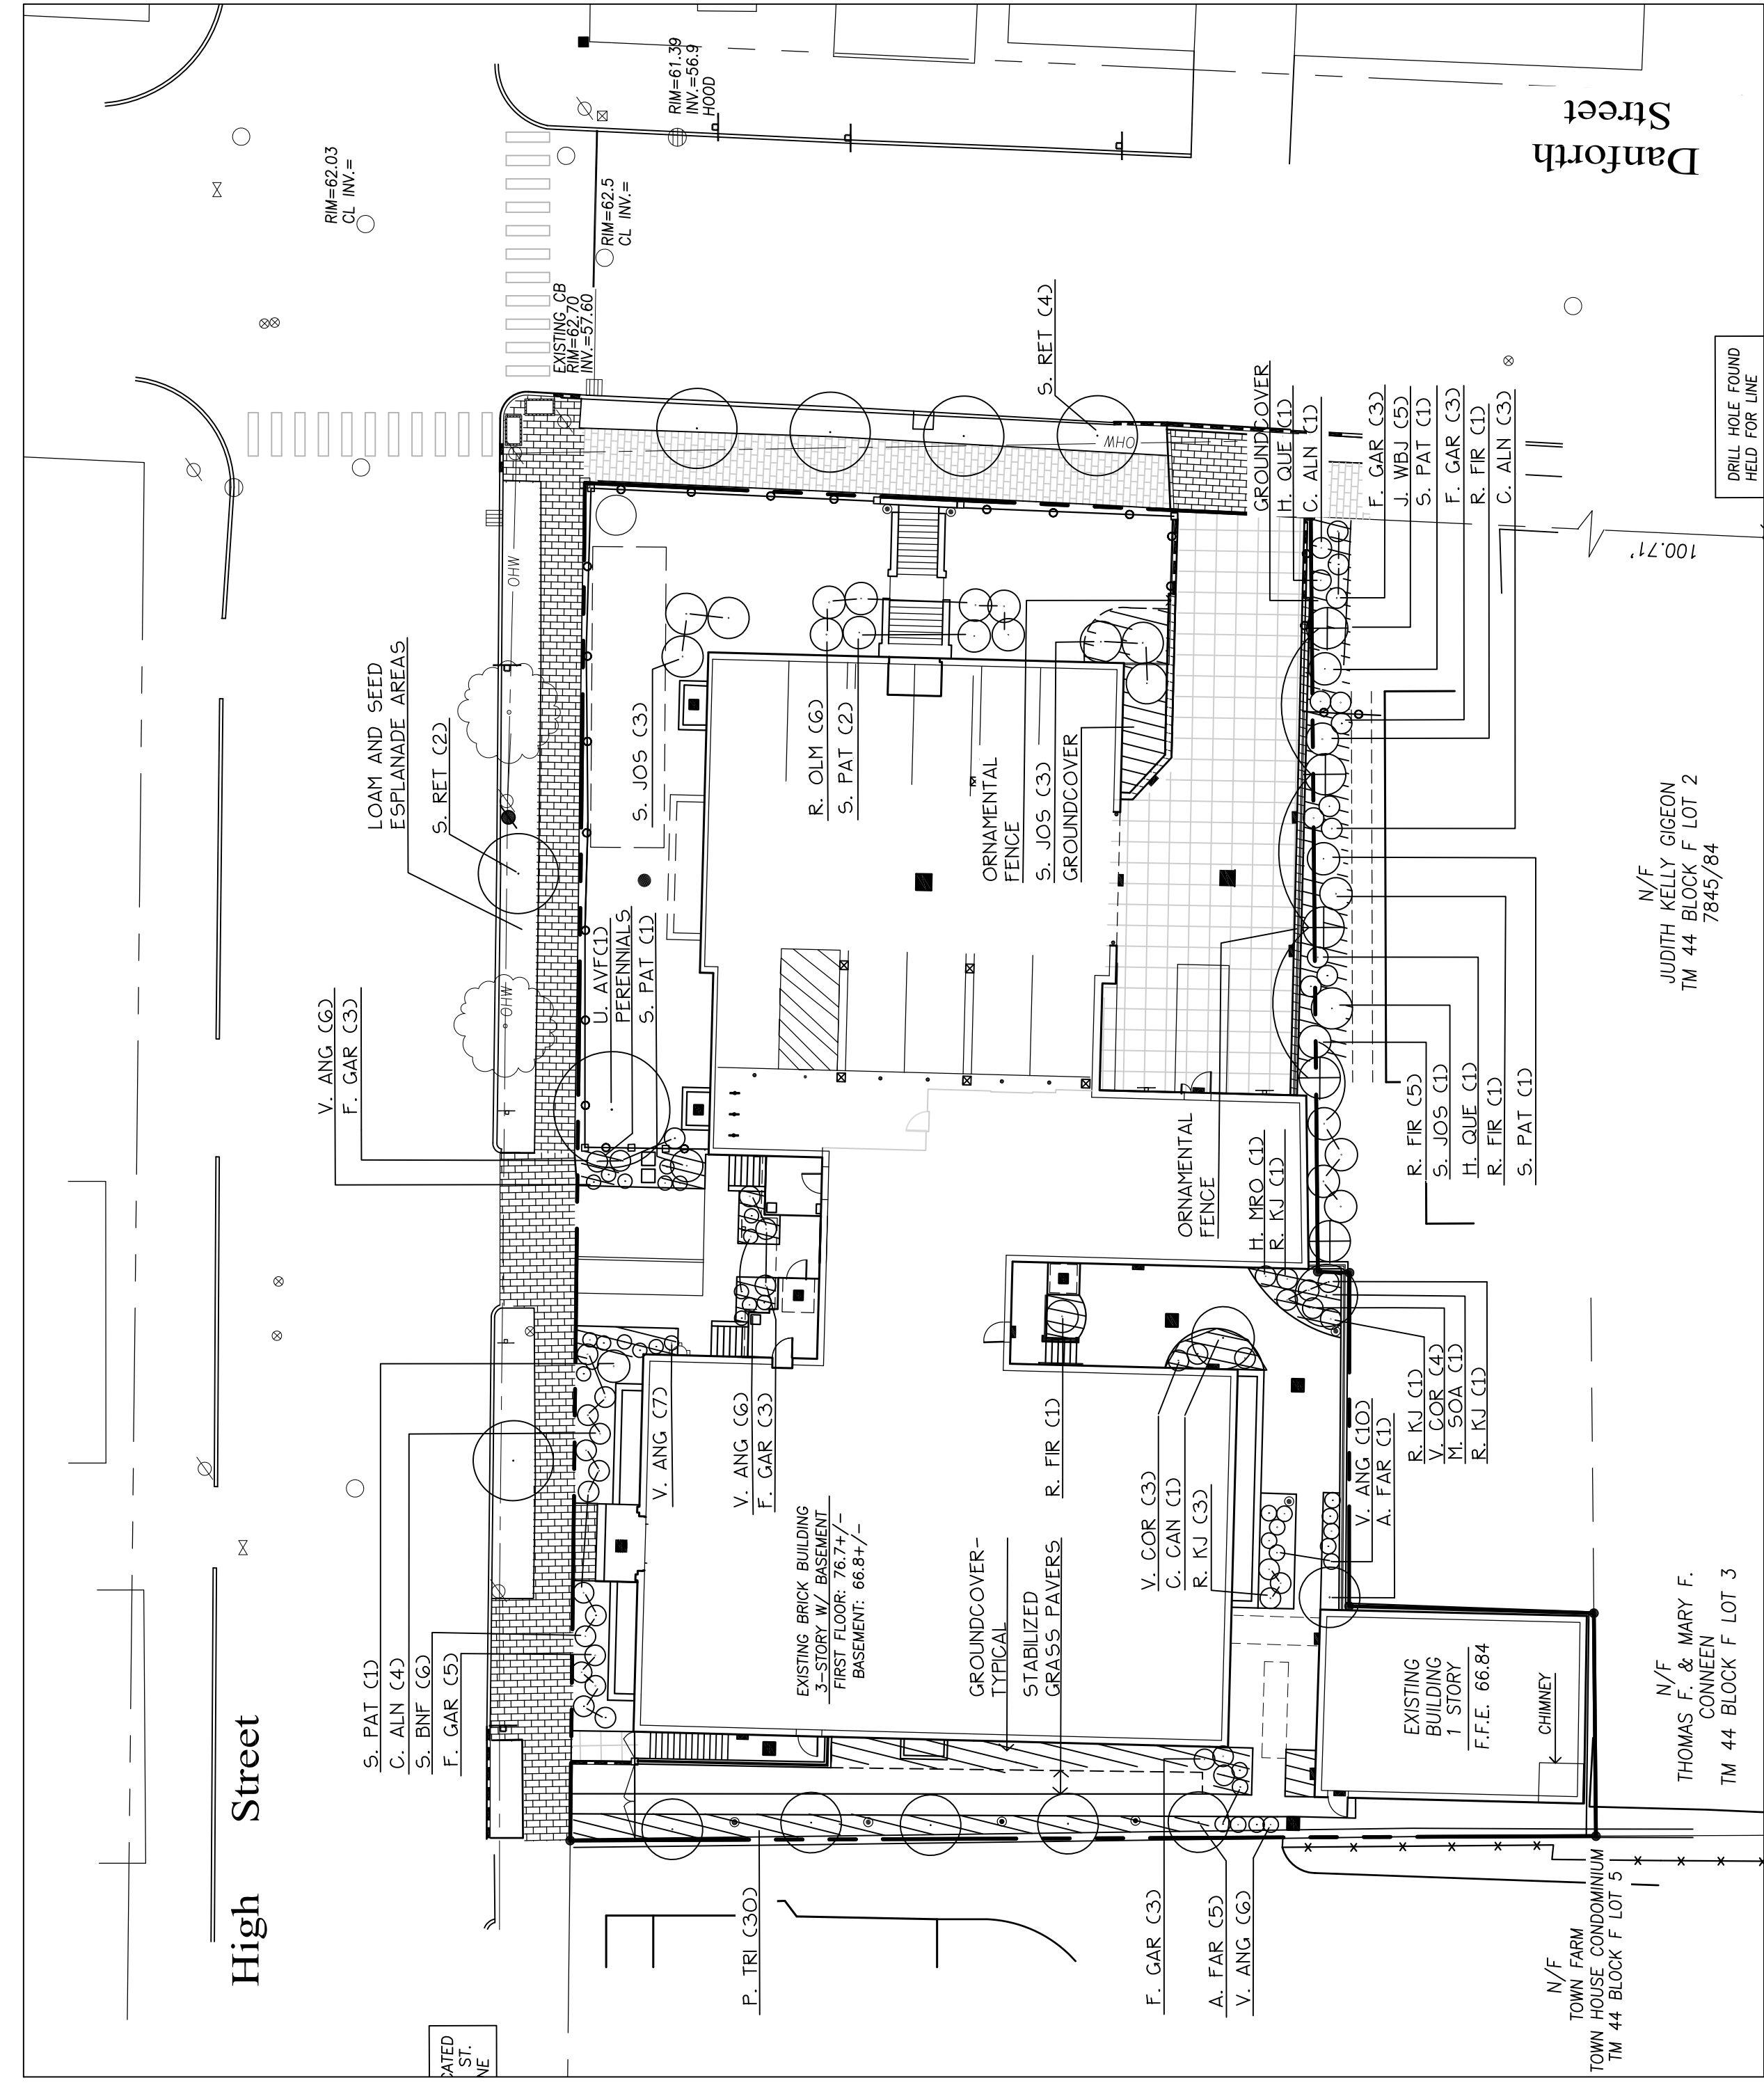 High Street
Danforth
Street
RIM=62.03
CL INV.=
RIM=61.39
INV.=56.9
HOOD
RIM=62.5
CL INV.=
EXISTING CB
RIM=62.70
INV.=57.60
S. RET (4)
OHW
OHW
OHW
LOAM AND SEED
ESPLANADE AREAS
S. RET (2)
V. ANG (6)
F. GAR (3)
U. AVF(1)
PERENNIALS
S. PAT (1)
S. JOS (3)
R. OLM (6)
S. PAT (2)
ORNAMENTAL
FENCE
S. JOS (3)
GROUNDCOVER
GROUNDCOVER
H. QUE (1)
C. ALN (1)
F. GAR (3)
J. WBJ (5)
S. PAT (1)
F. GAR (3)
R. FIR (1)
C. ALN (3)
DRILL HOLE FOUND
HELD FOR LINE
100.71'
N/F
JUDITH KELLY GIGEON
TM 44 BLOCK F LOT 2
7845/84
R. FIR (5)
S. JOS (1)
H. QUE (1)
R. FIR (1)
S. PAT (1)
ORNAMENTAL
FENCE
H. MRO (1)
R. KJ (1)
R. KJ (1)
V. COR (4)
M. SOA (1)
R. KJ (1)
V. ANG (10)
A. FAR (1)
V. ANG (7)
V. ANG (6)
F. GAR (3)
R. FIR (1)
V. COR (3)
C. CAN (1)
R. KJ (3)
S. PAT (1)
C. ALN (4)
S. BNF (6)
F. GAR (5)
EXISTING BRICK BUILDING
3-STORY W/ BASEMENT
FIRST FLOOR: 76.7+/-
BASEMENT: 66.8+/-
GROUNDCOVER-
TYPICAL
STABILIZED
GRASS PAVERS
EXISTING
BUILDING
1 STORY
F.F.E. 66.84
CHIMNEY
N/F
THOMAS F. & MARY F.
CONNEEN
TM 44 BLOCK F LOT 3
P. TRI (30)
F. GAR (3)
A. FAR (5)
V. ANG (6)
N/F
TOWN FARM
TOWN HOUSE CONDOMINIUM
TM 44 BLOCK F LOT 5
CATED
ST.
NE